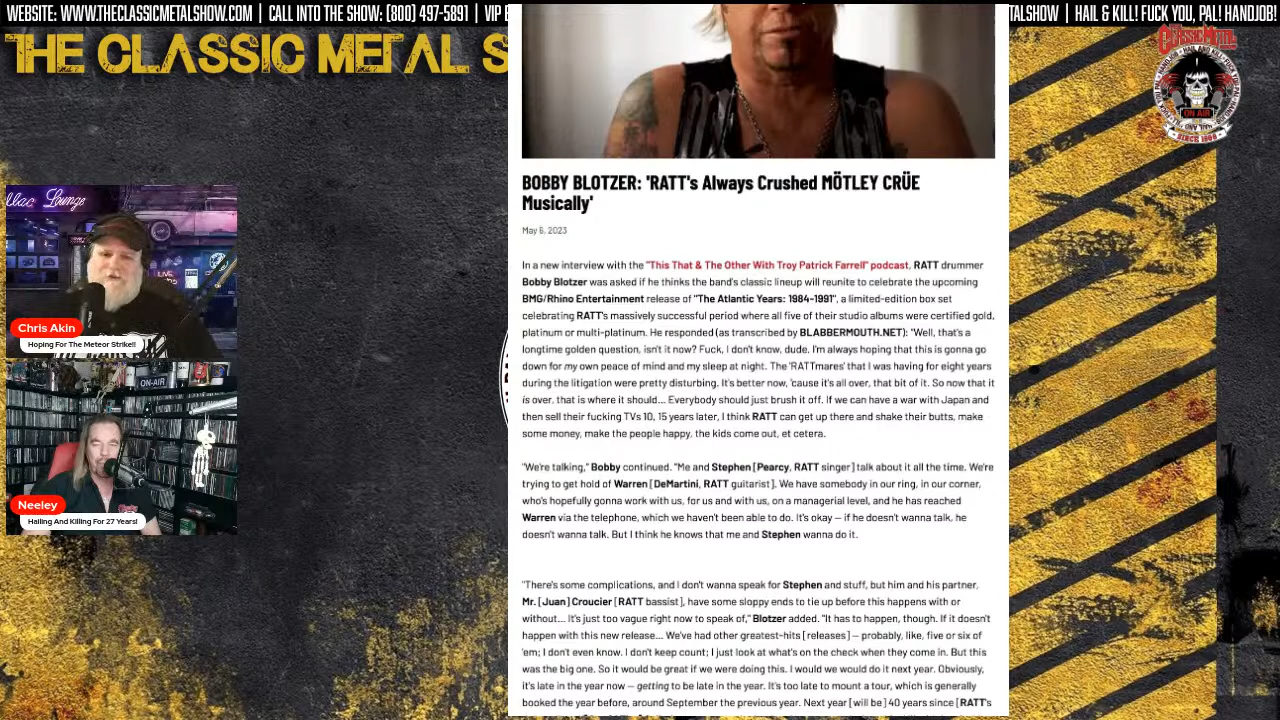 WEBSITE: WWW.THECLASSICMETALSHOW.COM | CALL INTO THE SHOW: (800) 497-5891 | VIP
TALSHOW | HAIL & KILL! FUCK YOU, PAL! HANDJOB!
THE CLASSIC METAL S
ON AIR
SINCE 1996
BOBBY BLOTZER: 'RATT's Always Crushed MÖTLEY CRÜE
Musically'
May 6, 2023
In a new interview with the "This That & The Other With Troy Patrick Farrell" podcast, RATT drummer
Bobby Blotzer was asked if he thinks the band's classic lineup will reunite to celebrate the upcoming
BMG/Rhino Entertainment release of "The Atlantic Years: 1984-1991", a limited-edition box set
celebrating RATT's massively successful period where all five of their studio albums were certified gold,
platinum or multi-platinum. He responded (as transcribed by BLABBERMOUTH.NET): "Well, that's a
longtime golden question, isn't it now? Fuck, I don't know, dude. I'm always hoping that this is gonna go
down for my own peace of mind and my sleep at night. The 'RATTmares' that I was having for eight years
during the litigation were pretty disturbing. It's better now, 'cause it's all over, that bit of it. So now that it
is over, that is where it should... Everybody should just brush it off. If we can have a war with Japan and
then sell their fucking TVs 10, 15 years later, I think RATT can get up there and shake their butts, make
some money, make the people happy, the kids come out, et cetera.
"We're talking," Bobby continued. "Me and Stephen [Pearcy, RATT singer] talk about it all the time. We're
trying to get hold of Warren [DeMartini, RATT guitarist]. We have somebody in our ring, in our corner,
who's hopefully gonna work with us, for us and with us, on a managerial level, and he has reached
Warren via the telephone, which we haven't been able to do. It's okay — if he doesn't wanna talk, he
doesn't wanna talk. But I think he knows that me and Stephen wanna do it.
"There's some complications, and I don't wanna speak for Stephen and stuff, but him and his partner,
Mr. [Juan] Croucier [RATT bassist], have some sloppy ends to tie up before this happens with or
without... It's just too vague right now to speak of," Blotzer added. "It has to happen, though. If it doesn't
happen with this new release... We've had other greatest-hits [releases] — probably, like, five or six of
'em; I don't even know. I don't keep count; I just look at what's on the check when they come in. But this
was the big one. So it would be great if we were doing this. I would we would do it next year. Obviously,
it's late in the year now — getting to be late in the year. It's too late to mount a tour, which is generally
booked the year before, around September the previous year. Next year [will be] 40 years since [RATT's
Lounge
LIVE
Chris Akin
Hoping For The Meteor Strike!!
ON-AIR
Neeley
Hailing And Killing For 27 Years!